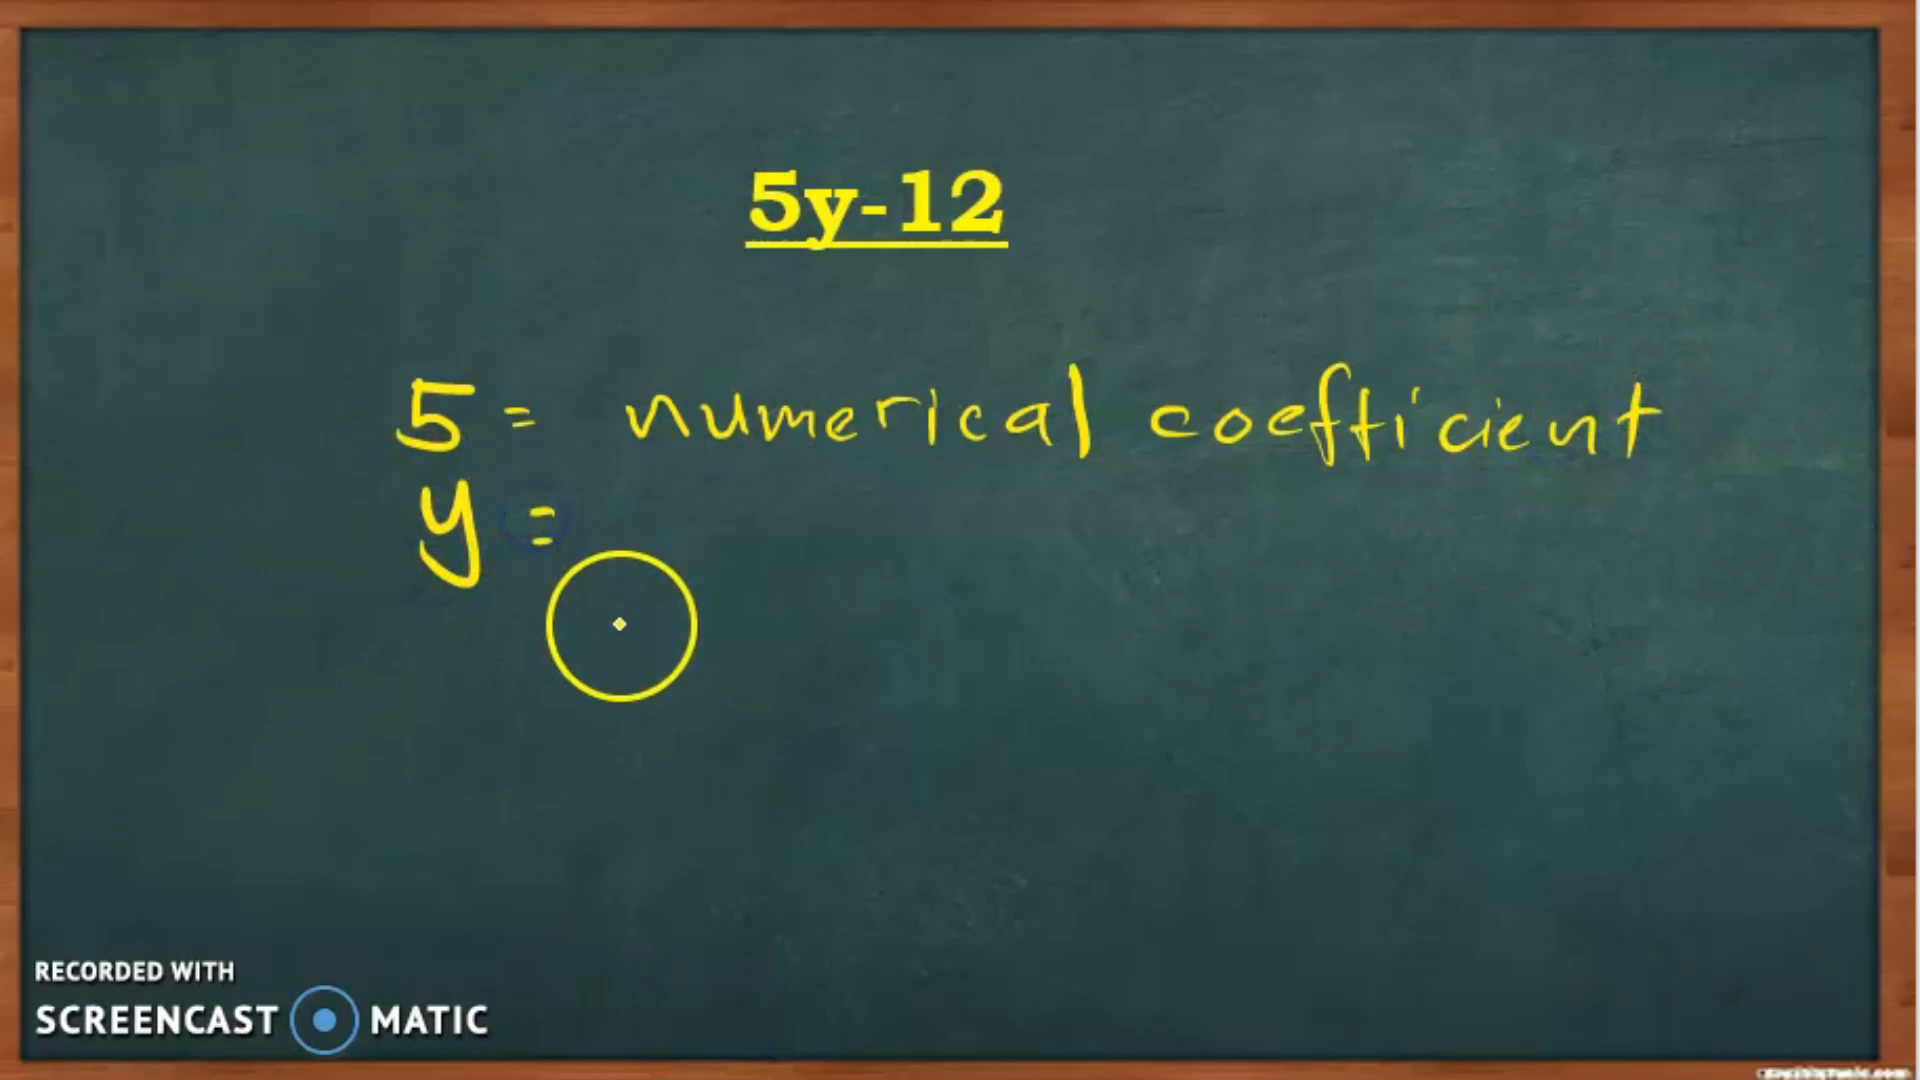 5y-12
5 = numerical coefficient
y =
RECORDED WITH
SCREENCAST MATIC